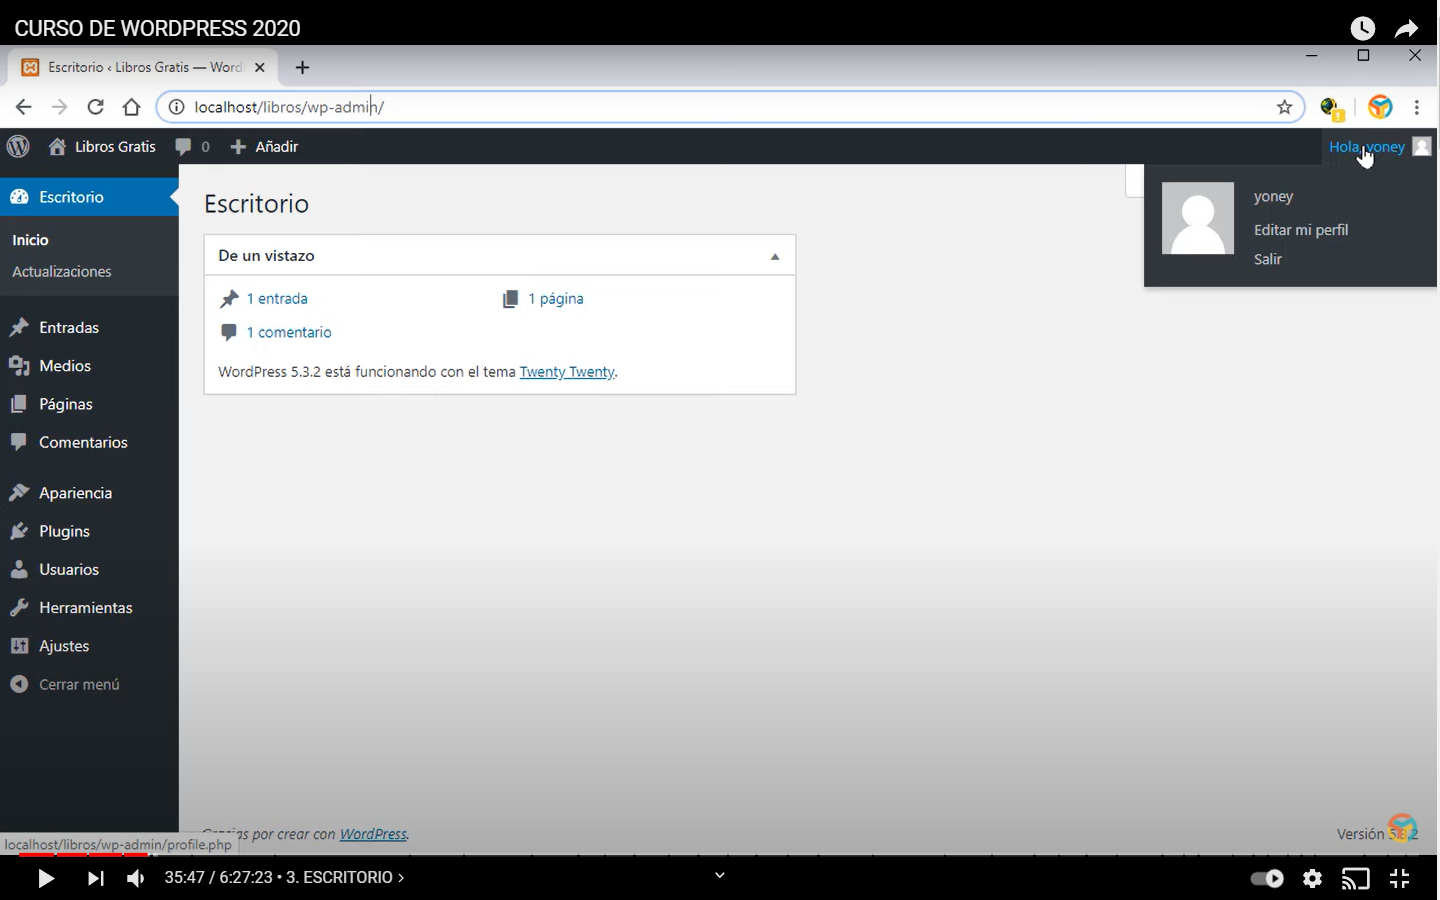 CURSO DE WORDPRESS 2020
Escritorio ‹ Libros Gratis — Word
localhost/libros/wp-admin/
Libros Gratis
0
Añadir
Hola, yoney
yoney
Editar mi perfil
Salir
Escritorio
Inicio
Actualizaciones
Entradas
Medios
Páginas
Comentarios
Apariencia
Plugins
Usuarios
Herramientas
Ajustes
Cerrar menú
Escritorio
De un vistazo
1 entrada
1 página
1 comentario
WordPress 5.3.2 está funcionando con el tema Twenty Twenty.
Gracias por crear con WordPress.
Versión 5.3.2
localhost/libros/wp-admin/profile.php
35:47 / 6:27:23 • 3. ESCRITORIO ›